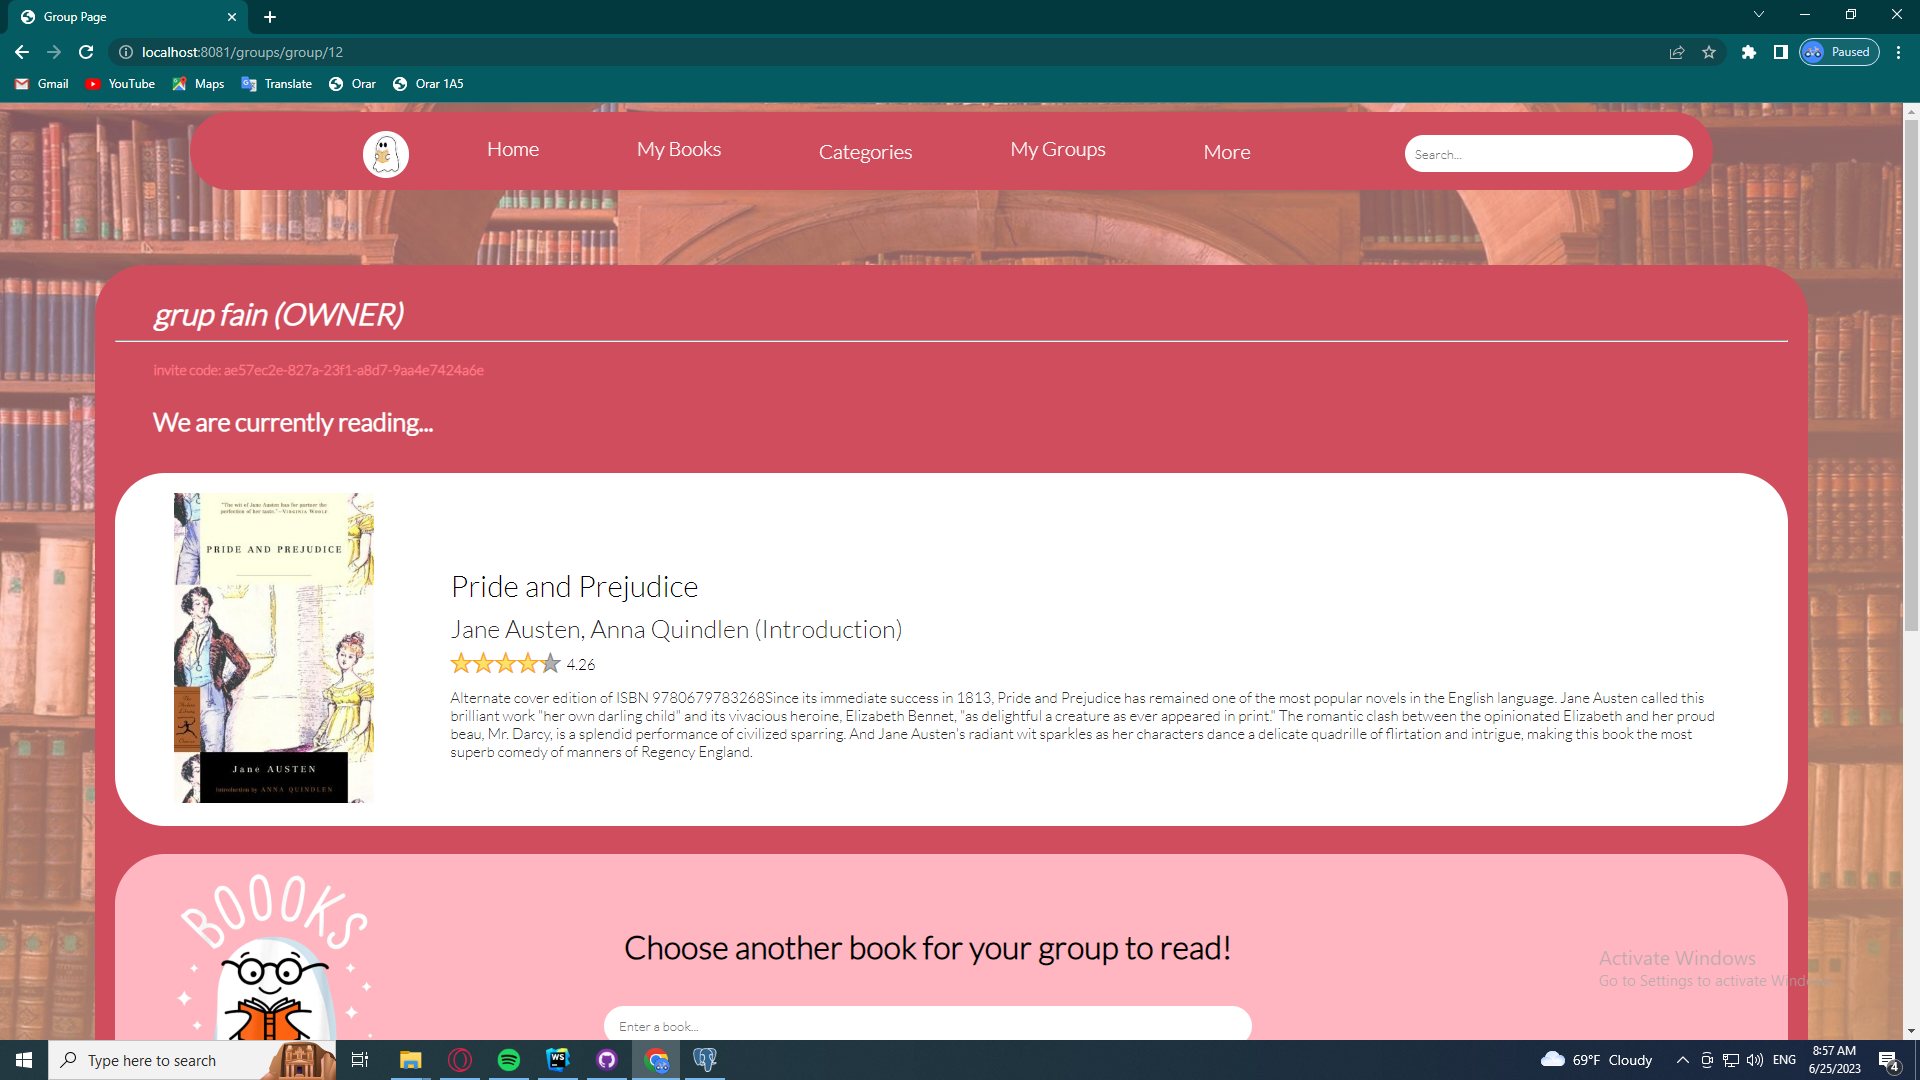 Group Page
localhost:8081/groups/group/12
Paused
Gmail
YouTube
Maps
Translate
Orar
Orar 1A5
Home
My Books
Categories
My Groups
More
Search...
grup fain (OWNER)
invite code: ae57ec2e-827a-23f1-a8d7-9aa4e7424a6e
We are currently reading...
"The wit of Jane Austen has for partner the
perfection of her taste."—VIRGINIA WOOLF
PRIDE AND PREJUDICE
Jane AUSTEN
Introduction by ANNA QUINDLEN
Pride and Prejudice
Jane Austen, Anna Quindlen (Introduction)
4.26
Alternate cover edition of ISBN 9780679783268Since its immediate success in 1813, Pride and Prejudice has remained one of the most popular novels in the English language. Jane Austen called this
brilliant work "her own darling child" and its vivacious heroine, Elizabeth Bennet, "as delightful a creature as ever appeared in print." The romantic clash between the opinionated Elizabeth and her proud
beau, Mr. Darcy, is a splendid performance of civilized sparring. And Jane Austen's radiant wit sparkles as her characters dance a delicate quadrille of flirtation and intrigue, making this book the most
superb comedy of manners of Regency England.
BOOOKS
Choose another book for your group to read!
Enter a book...
Activate Windows
Go to Settings to activate Windows
Type here to search
WS
69°F Cloudy
ENG
8:57 AM
6/25/2023
4